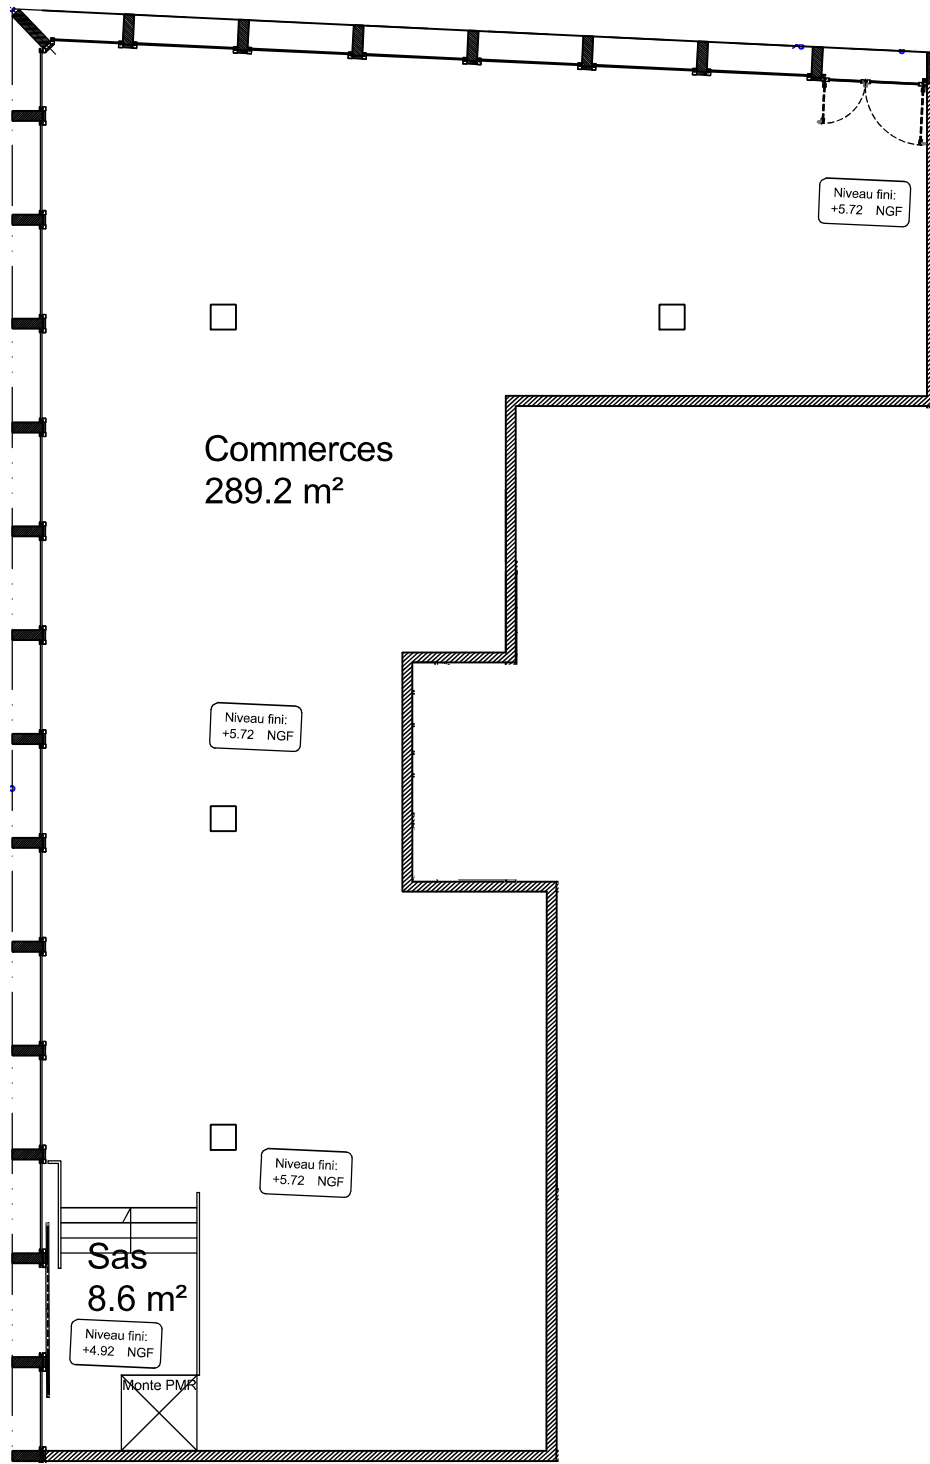 Niveau fini:
+5.72 NGF
Commerces
289.2 m²
Niveau fini:
+5.72 NGF
Niveau fini:
+5.72 NGF
Sas
8.6 m²
Niveau fini:
+4.92 NGF
Monte PMR